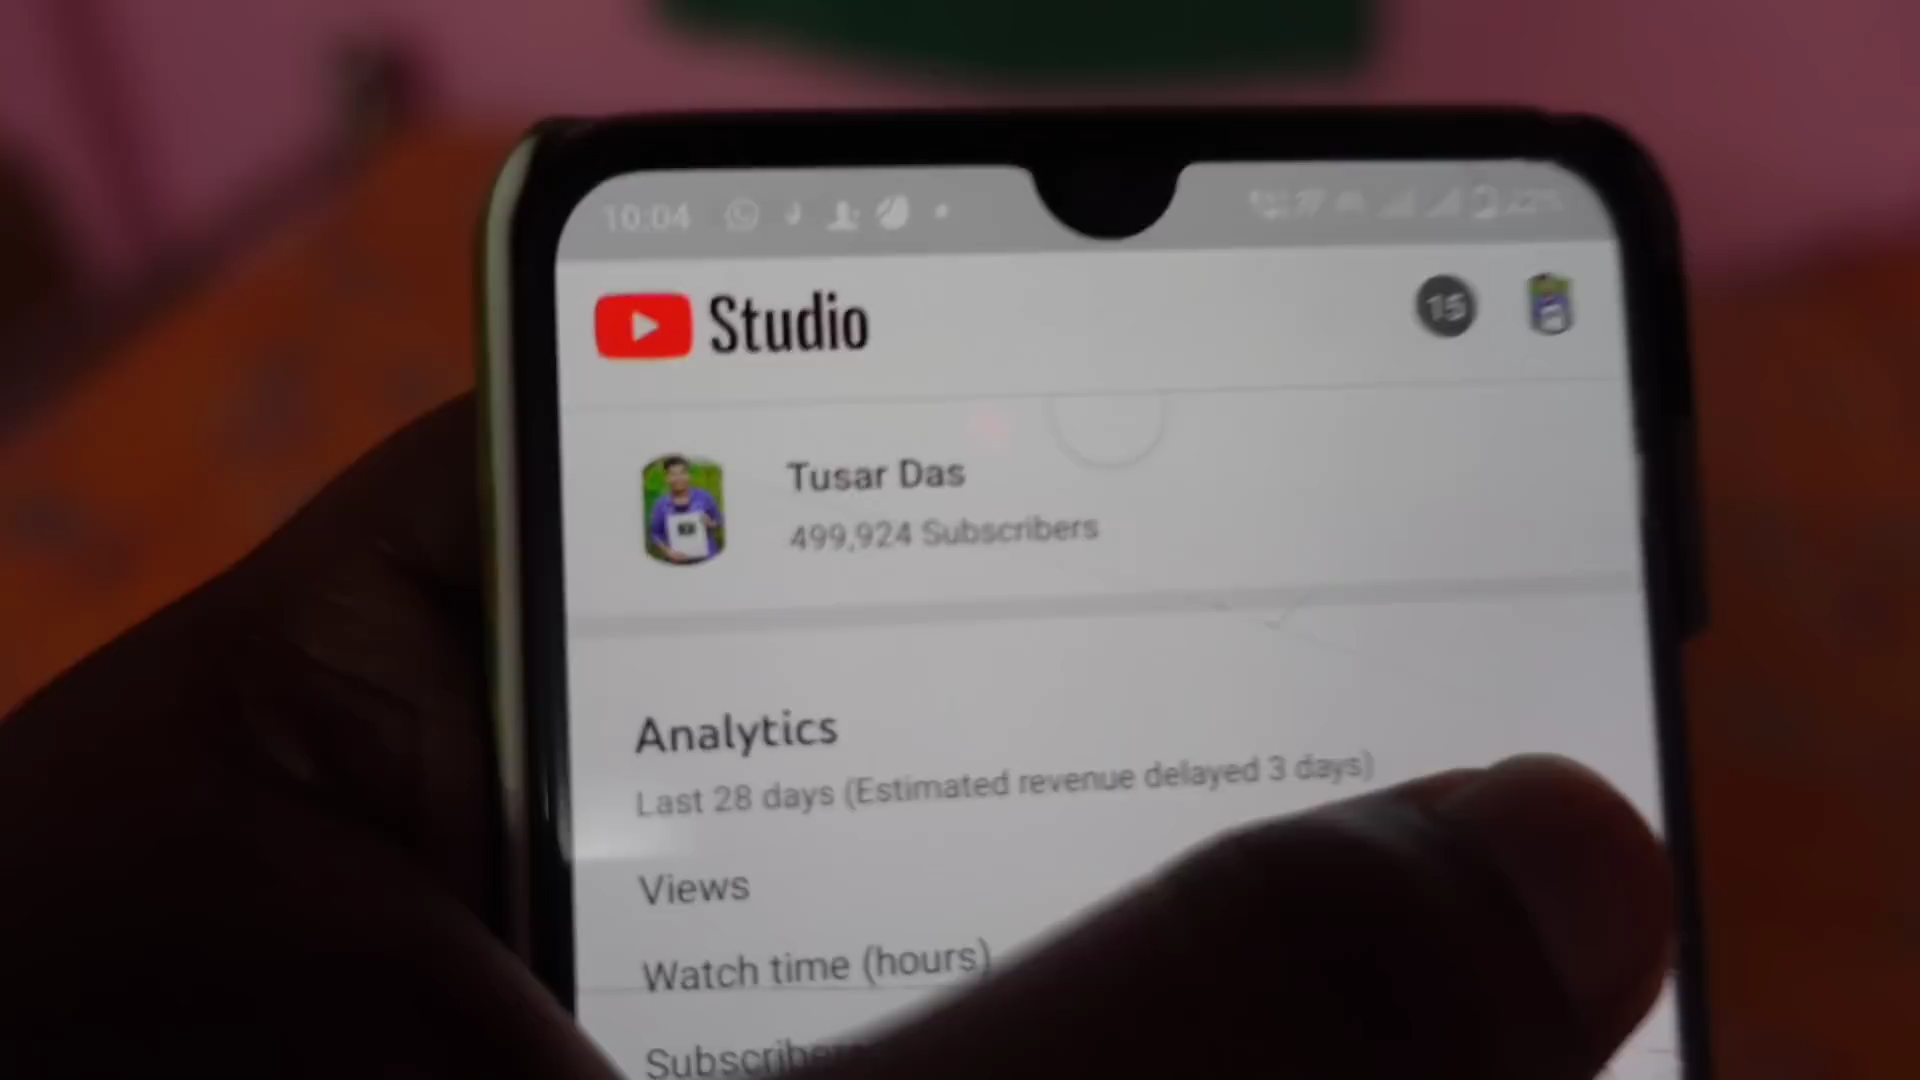 10:04
Studio
15
Tusar Das
499,924 Subscribers
Analytics
Last 28 days (Estimated revenue delayed 3 days)
Views
Watch time (hours)